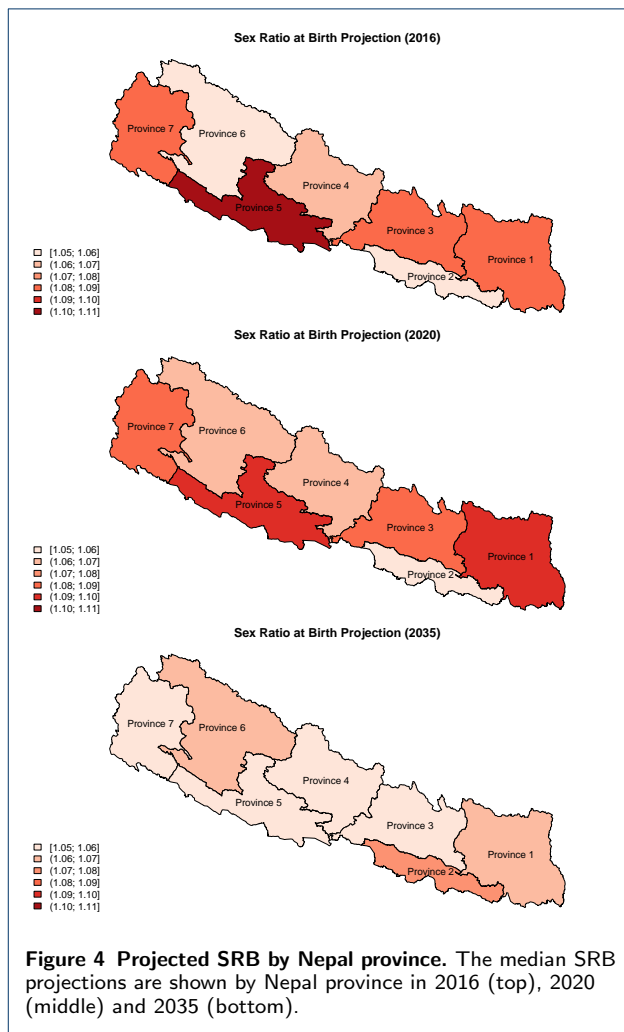 Sex Ratio at Birth Projection (2016)
Province 7
Province 6
Province 4
Province 5
Province 3
Province 1
Province 2
[1.05; 1.06]
(1.06; 1.07]
(1.07; 1.08]
(1.08; 1.09]
(1.09; 1.10]
(1.10; 1.11]
Sex Ratio at Birth Projection (2020)
Province 7
Province 6
Province 4
Province 5
Province 3
Province 1
Province 2
[1.05; 1.06]
(1.06; 1.07]
(1.07; 1.08]
(1.08; 1.09]
(1.09; 1.10]
(1.10; 1.11]
Sex Ratio at Birth Projection (2035)
Province 7
Province 6
Province 4
Province 5
Province 3
Province 1
Province 2
[1.05; 1.06]
(1.06; 1.07]
(1.07; 1.08]
(1.08; 1.09]
(1.09; 1.10]
(1.10; 1.11]
Figure 4 Projected SRB by Nepal province. The median SRB
projections are shown by Nepal province in 2016 (top), 2020
(middle) and 2035 (bottom).